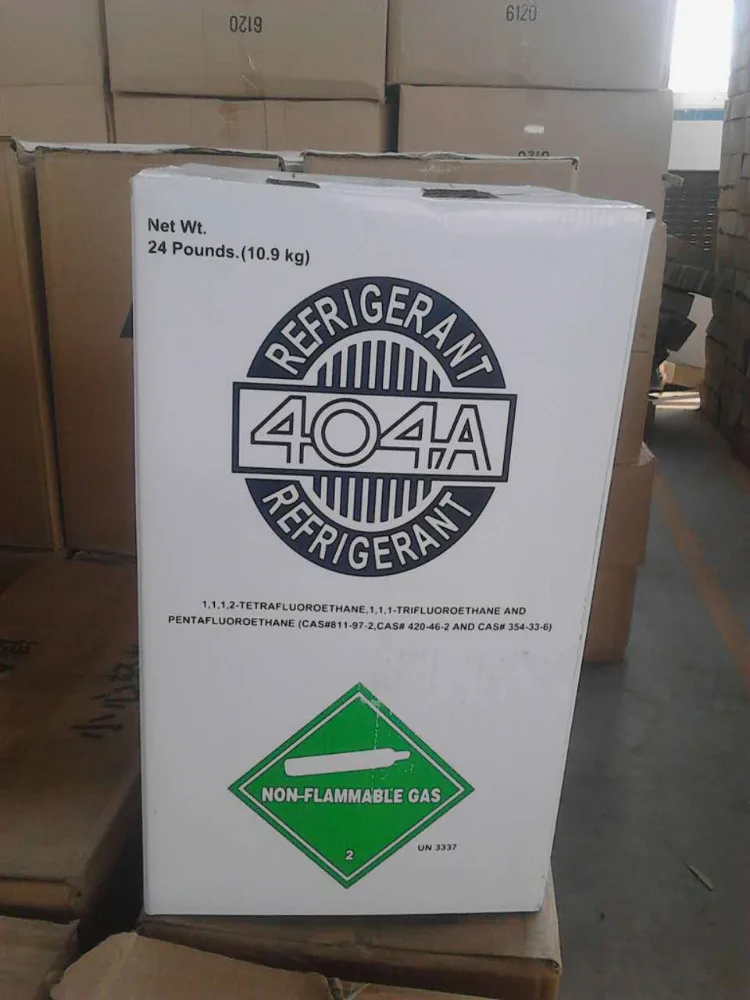 6120
6120
Net Wt.
24 Pounds.(10.9 kg)
REFRIGERANT
404A
REFRIGERANT
1,1,1,2-TETRAFLUOROETHANE,1,1,1-TRIFLUOROETHANE AND
PENTAFLUOROETHANE (CAS#811-97-2,CAS# 420-46-2 AND CAS# 354-33-6)
NON-FLAMMABLE GAS
2
UN 3337
小心